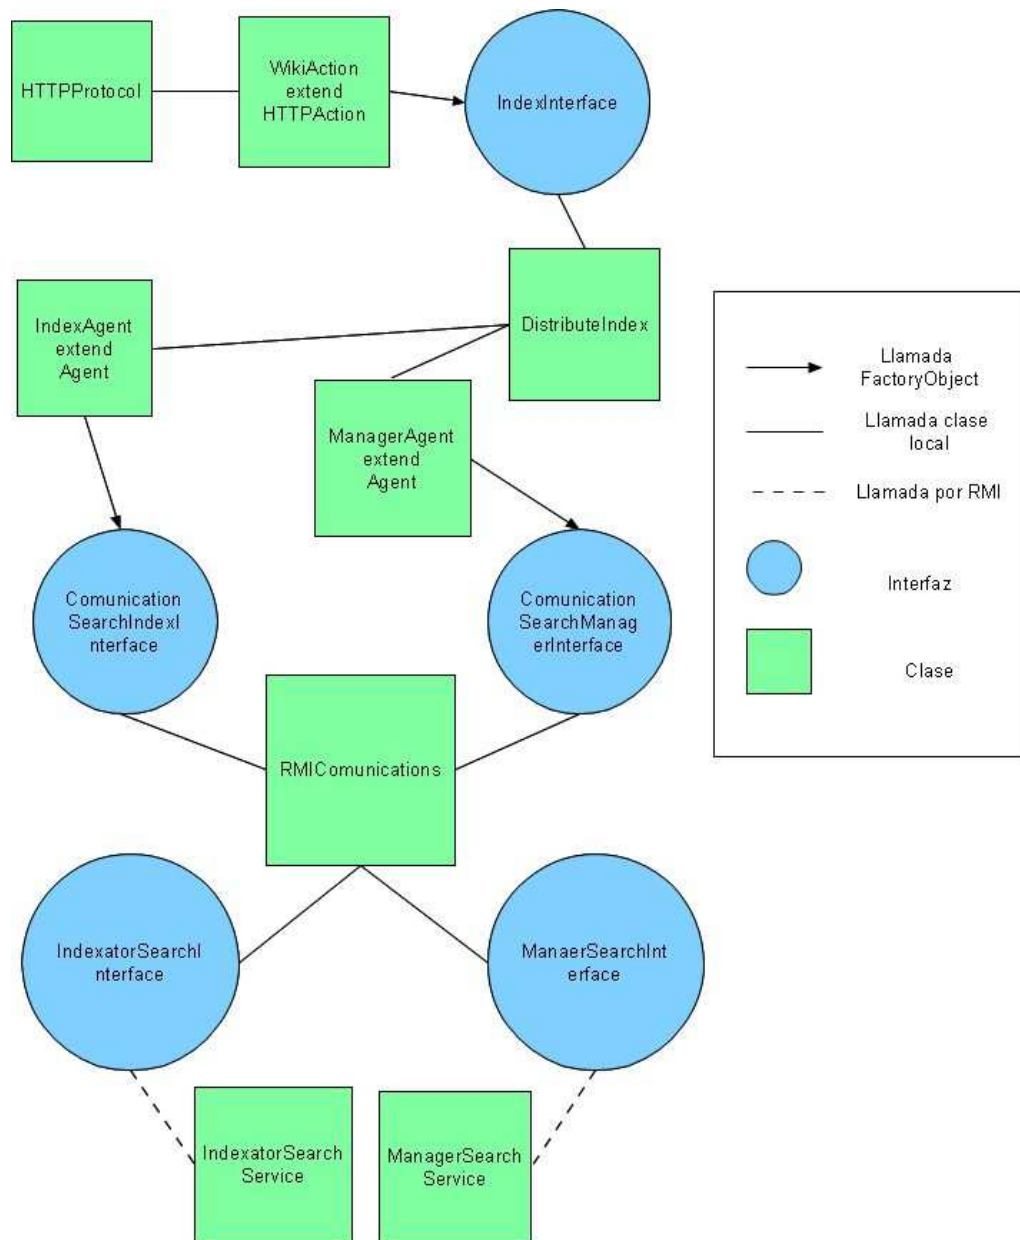 HTTPProtocol
WikiAction
extend
HTTPAction
IndexInterface
IndexAgent
extend
Agent
DistributeIndex
ManagerAgent
extend
Agent
Comunication
SearchIndexI
nterface
Comunication
SearchManag
erInterface
RMIComunications
IndexatorSearchI
nterface
ManaerSearchInt
erface
IndexatorSearch
Service
ManagerSearch
Service
Llamada
FactoryObject
Llamada clase
local
Llamada por RMI
Interfaz
Clase